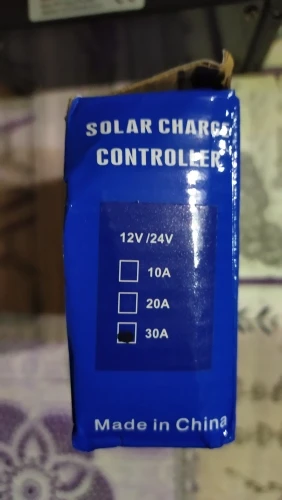 SOLAR CHARGE
CONTROLLER
12V /24V
10A
20A
30A
Made in China